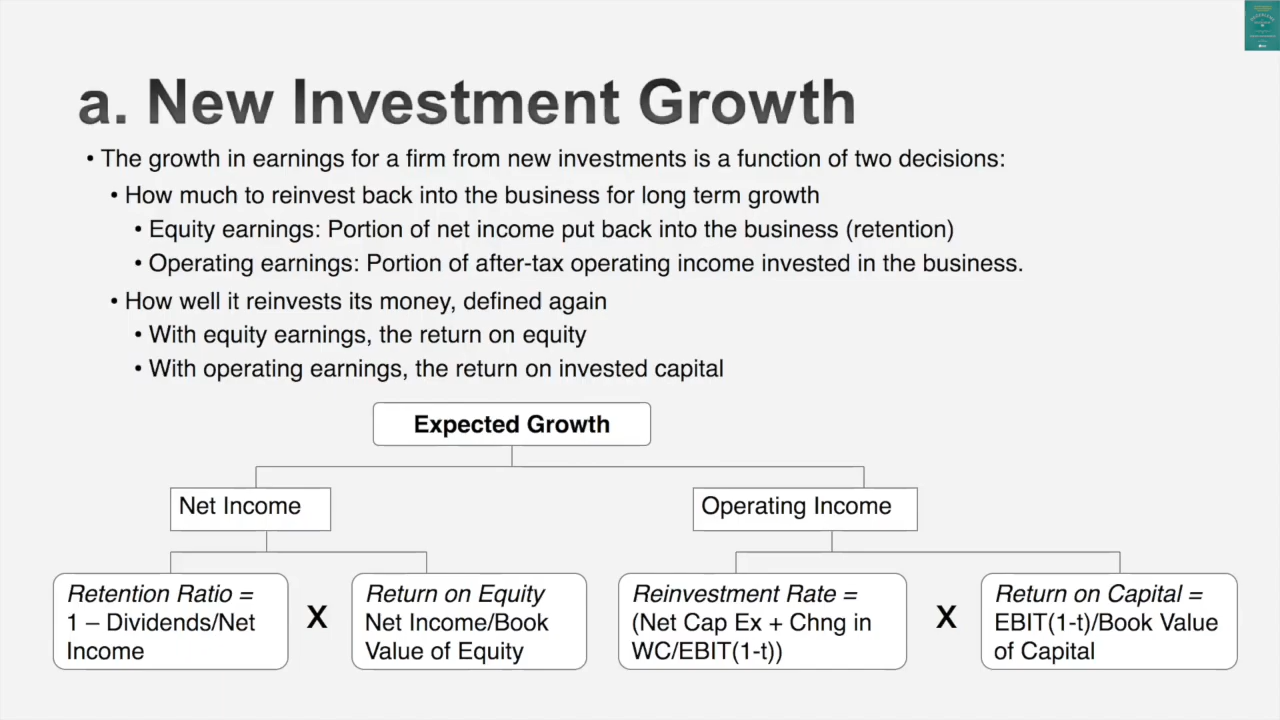 a. New Investment Growth
• The growth in earnings for a firm from new investments is a function of two decisions:
• How much to reinvest back into the business for long term growth
• Equity earnings: Portion of net income put back into the business (retention)
• Operating earnings: Portion of after-tax operating income invested in the business.
• How well it reinvests its money, defined again
• With equity earnings, the return on equity
• With operating earnings, the return on invested capital
Expected Growth
Net Income
Operating Income
Retention Ratio =
1 – Dividends/Net
Income
X
Return on Equity
Net Income/Book
Value of Equity
Reinvestment Rate =
(Net Cap Ex + Chng in
WC/EBIT(1-t))
X
Return on Capital =
EBIT(1-t)/Book Value
of Capital